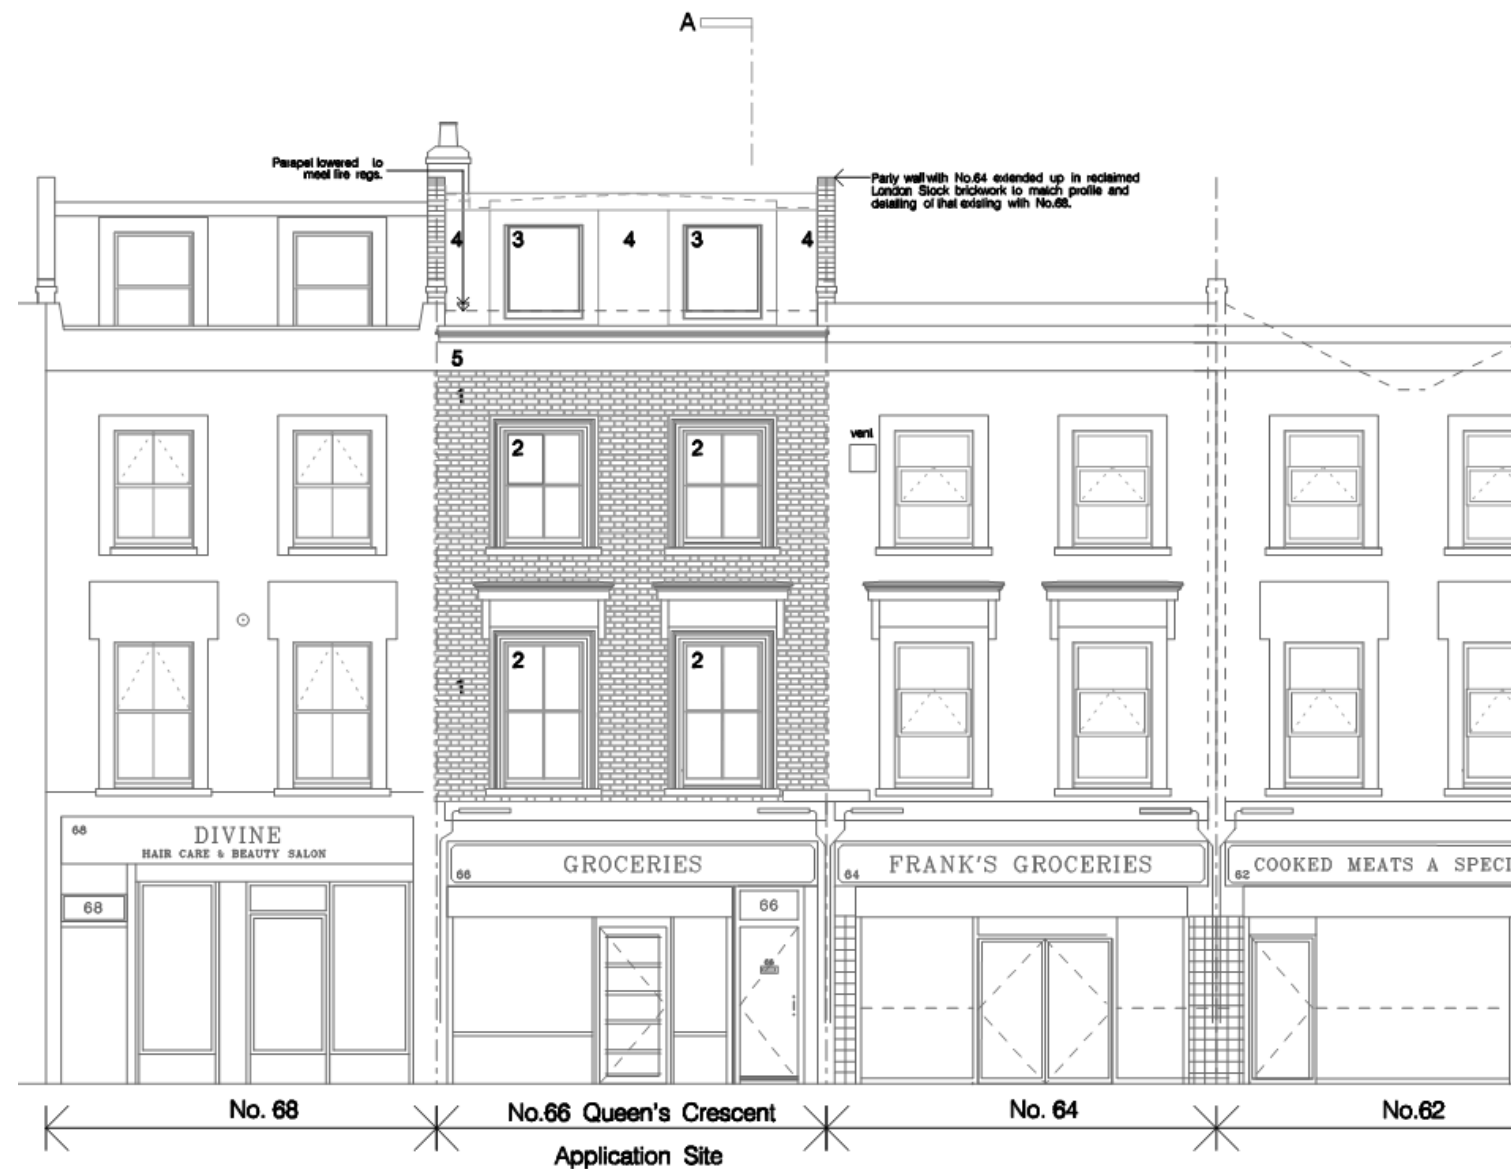 A
Parapet lowered to
meet fire regs.
Party wall with No.64 extended up in reclaimed
London Stock brickwork to match profile and
detailing of that existing with No.68.
4 3 4 3 4
5
1
2 2
vent
2 2
1
68 DIVINE
HAIR CARE & BEAUTY SALON
66 GROCERIES
64 FRANK'S GROCERIES
62 COOKED MEATS A SPECI
68
66
No. 68
No.66 Queen's Crescent
No. 64
No.62
Application Site